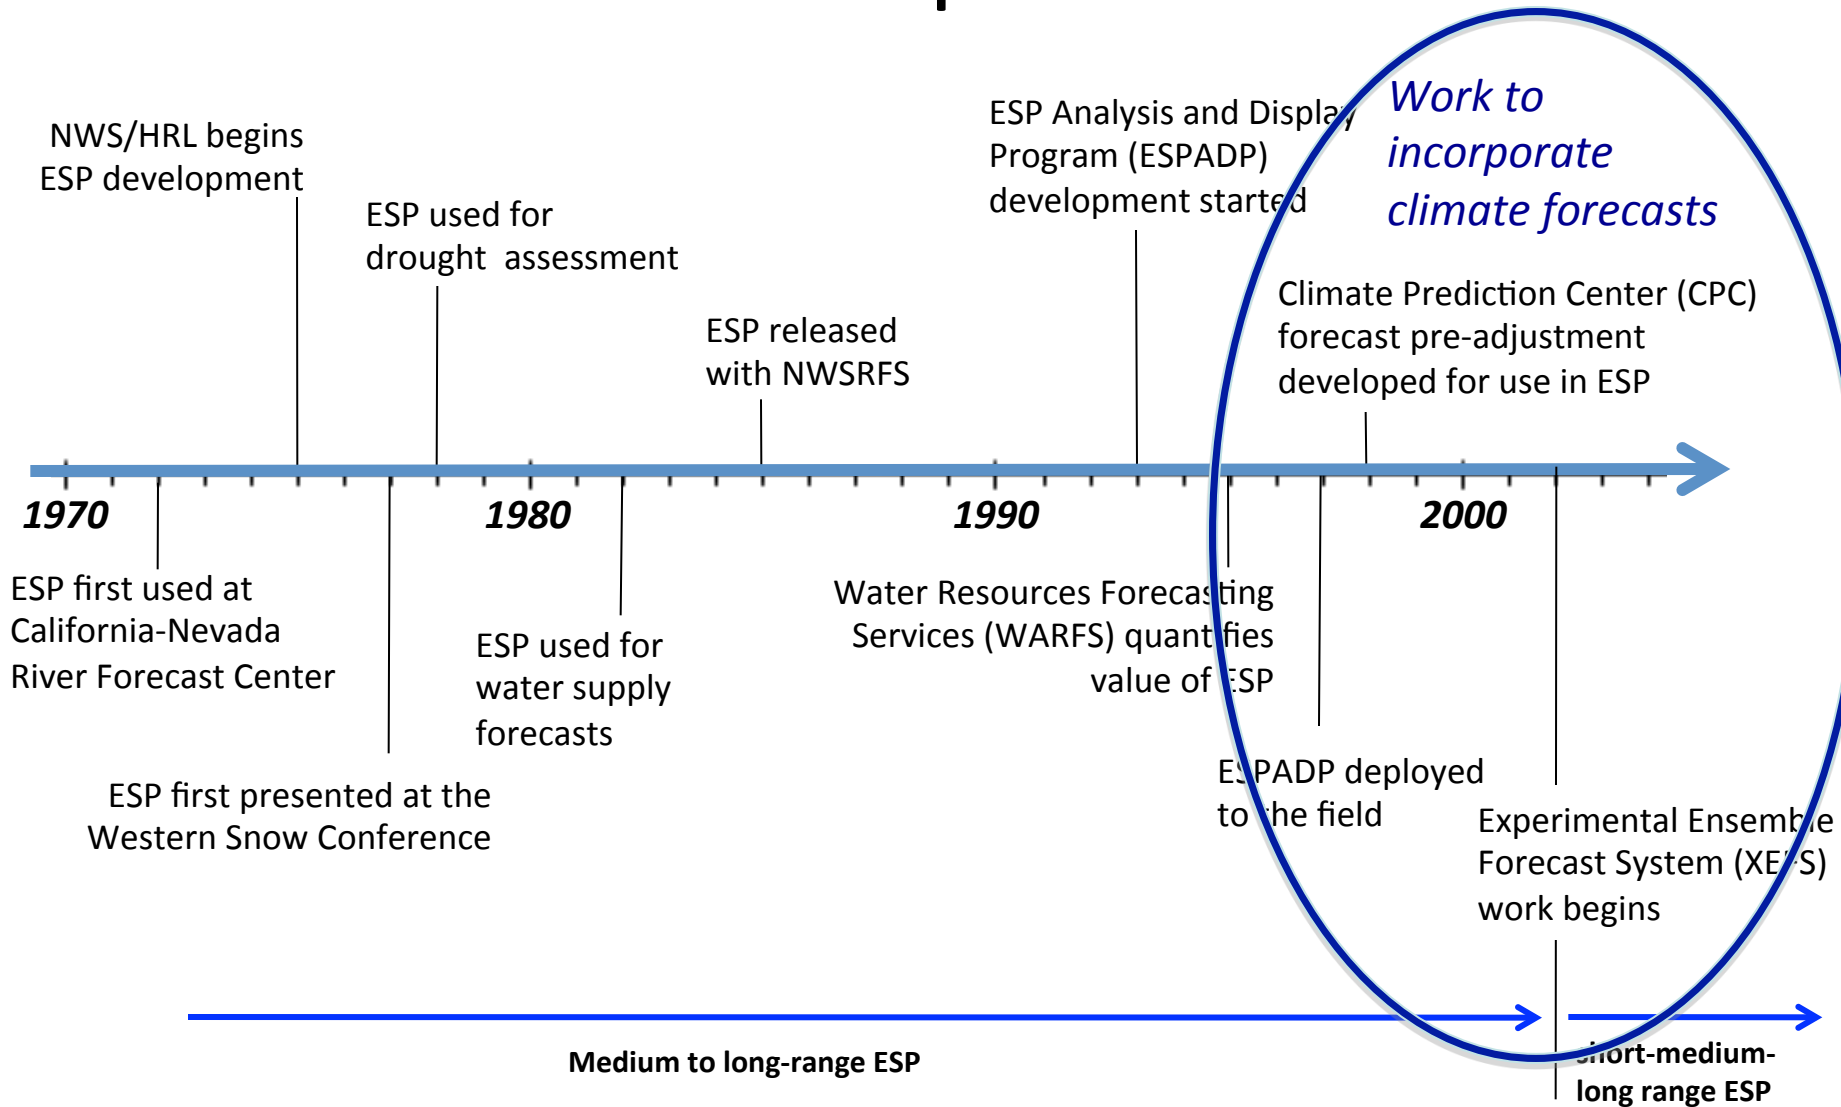 NWS/HRL begins
ESP development
ESP used for
drought assessment
ESP released
with NWSRFS
ESP Analysis and Display
Program (ESPADP)
development started
Work to
incorporate
climate forecasts
Climate Prediction Center (CPC)
forecast pre-adjustment
developed for use in ESP
1970
1980
1990
2000
ESP first used at
California-Nevada
River Forecast Center
ESP first presented at the
Western Snow Conference
ESP used for
water supply
forecasts
Water Resources Forecasting
Services (WARFS) quantifies
value of ESP
ESPADP deployed
to the field
Experimental Ensemble
Forecast System (XEFS)
work begins
Medium to long-range ESP
short-medium-
long range ESP